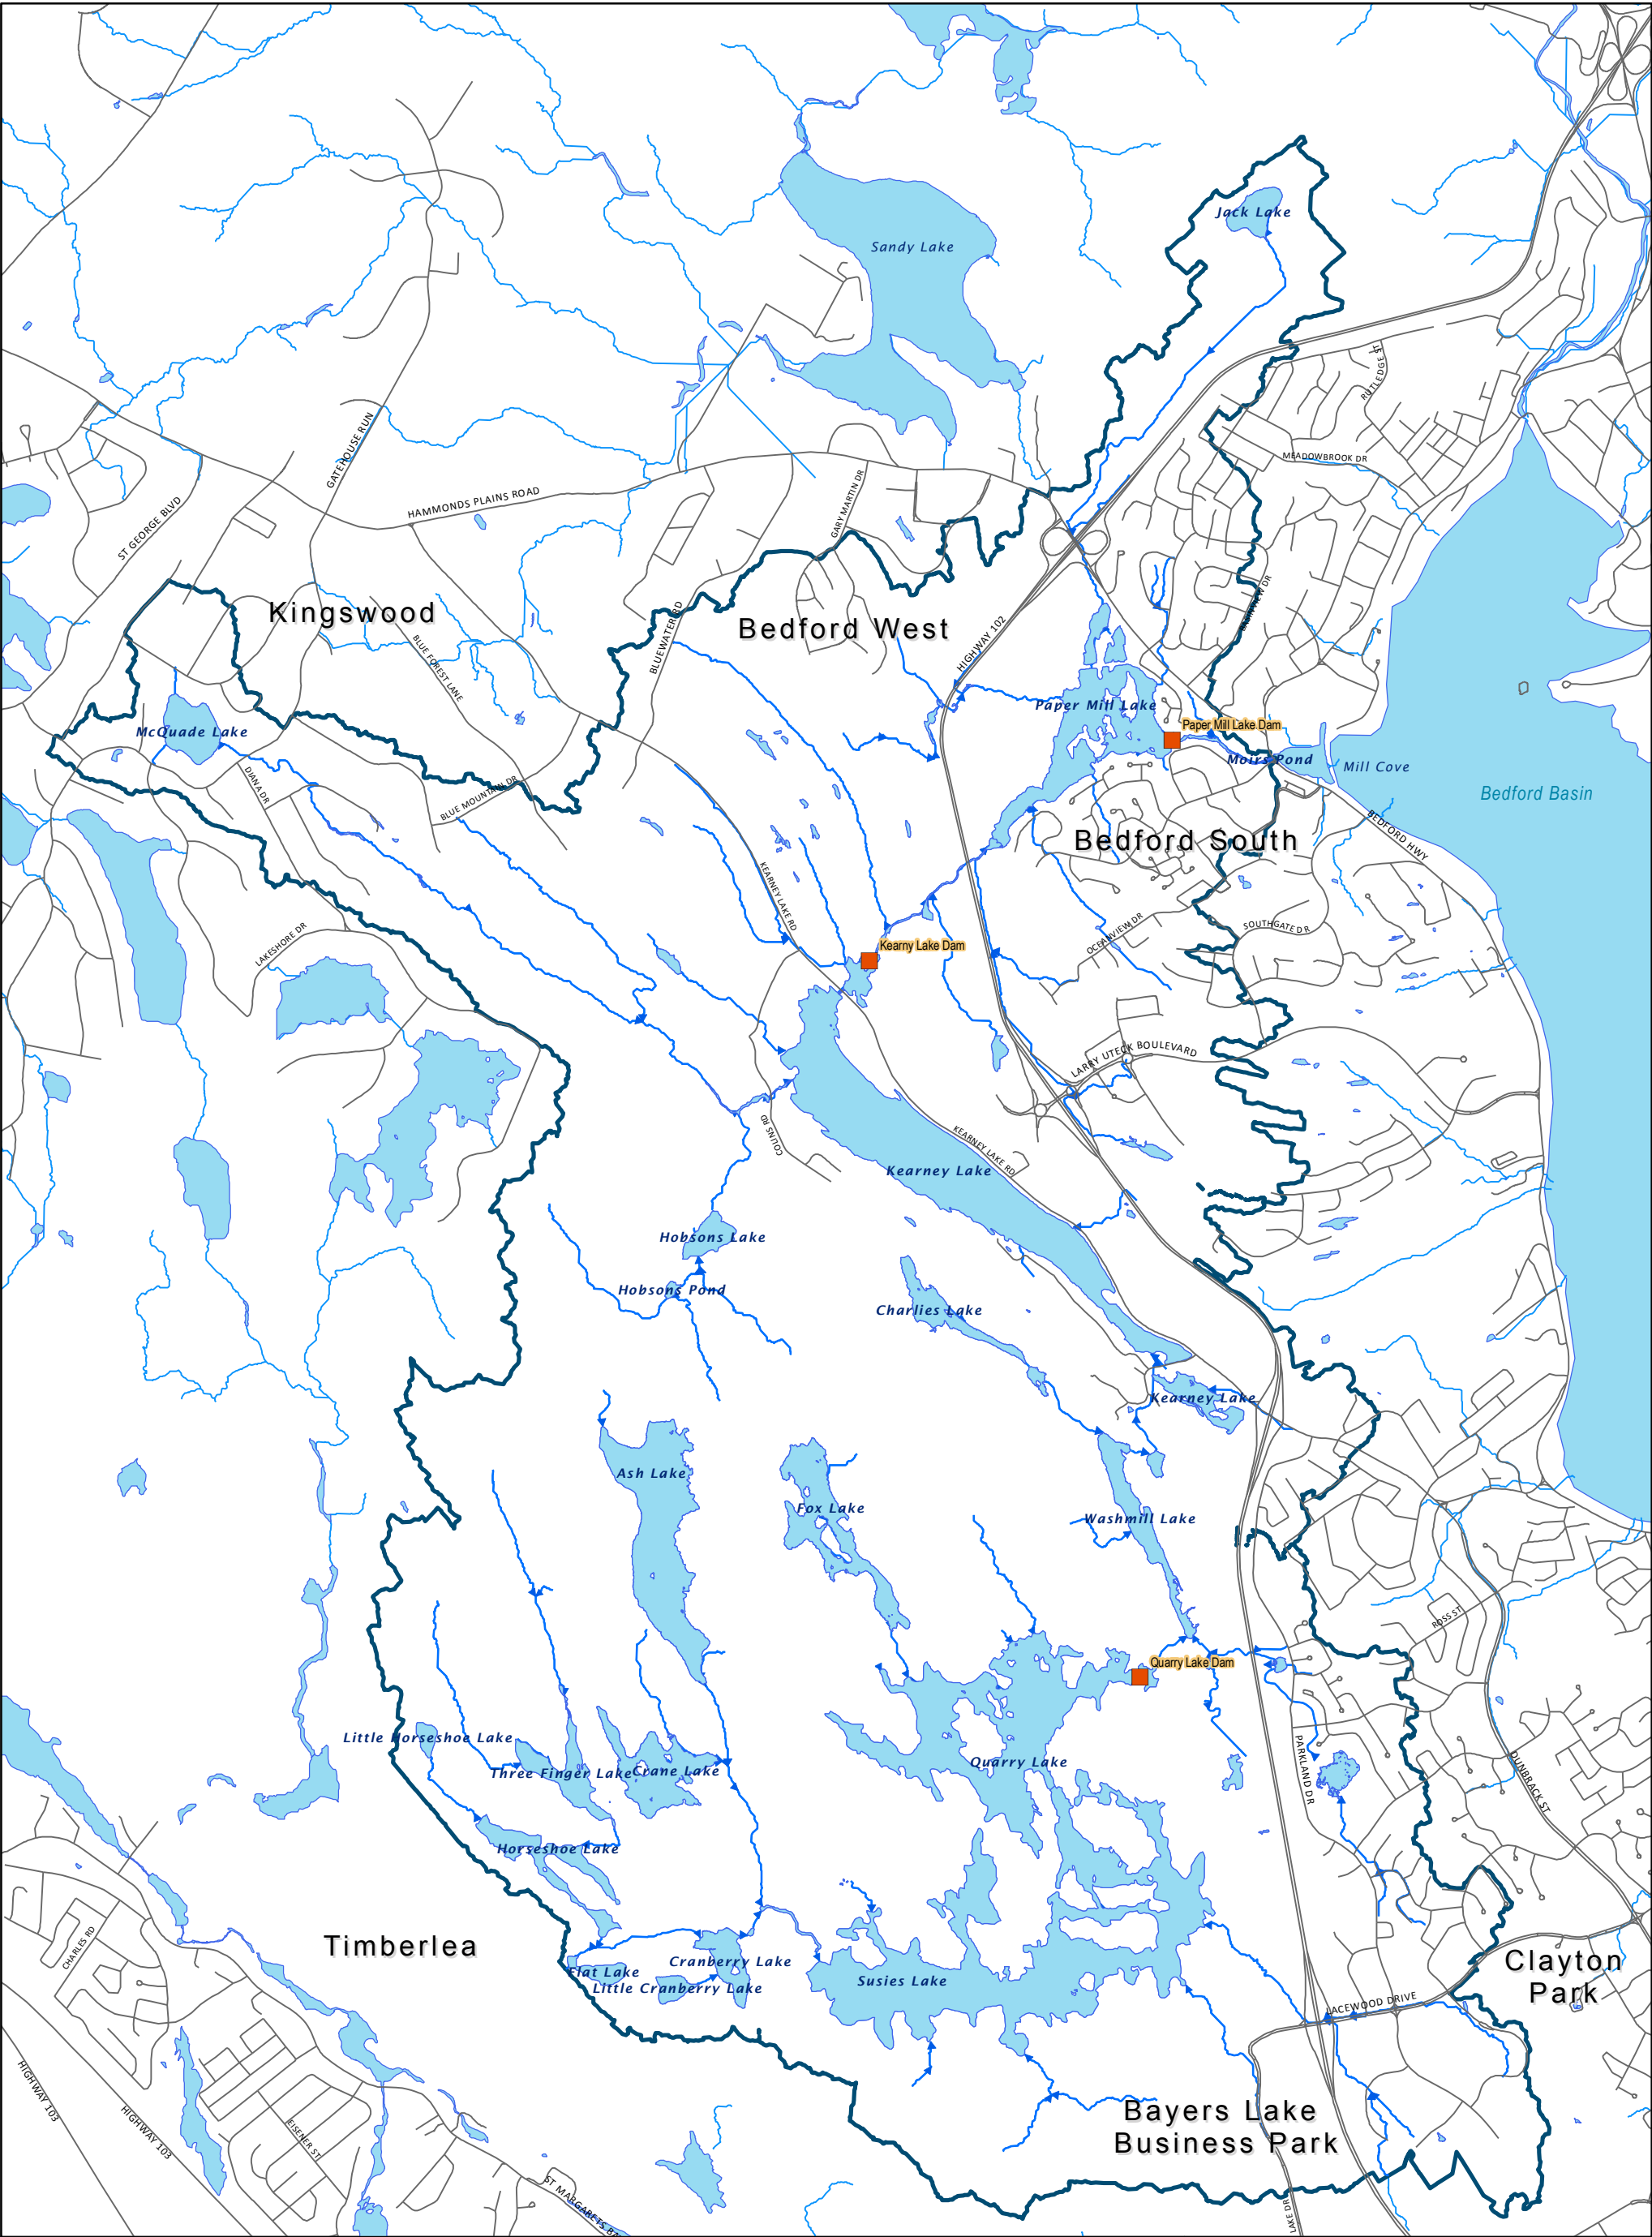 Jack Lake
Sandy Lake
RUTLEDGE ST
GATEHOUSE RUN
MEADOWBROOK DR
HAMMONDS PLAINS ROAD
GARY MARTIN DR
ST GEORGE BLVD
Kingswood
BLUEWATER RD
Bedford West
BLUE FOREST LANE
HIGHWAY 102
Paper Mill Lake
Paper Mill Lake Dam
McQuade Lake
Moirs Pond
Mill Cove
DIANA DR
BLUE MOUNTAIN DR
Bedford Basin
Bedford South
BEDFORD HWY
KEARNEY LAKE RD
LAKESHORE DR
OCEANVIEW DR
SOUTHGATE DR
Kearny Lake Dam
LARRY UTECK BOULEVARD
COLINS RD
KEARNEY LAKE RD
Kearney Lake
Hobsons Lake
Hobsons Pond
Charlies Lake
Kearney Lake
Ash Lake
Fox Lake
Washmill Lake
ROSS ST
Quarry Lake Dam
Little Horseshoe Lake
Three Finger Lake
Crane Lake
Quarry Lake
PARKLAND DR
DUNBRACK ST
Horseshoe Lake
CHARLES RD
Timberlea
Cranberry Lake
Flat Lake
Little Cranberry Lake
Susies Lake
Clayton
Park
LACEWOOD DRIVE
HIGHWAY 103
HIGHWAY 103
EISENER ST
Bayers Lake
Business Park
ST MARGARETS BA
LAKE DR